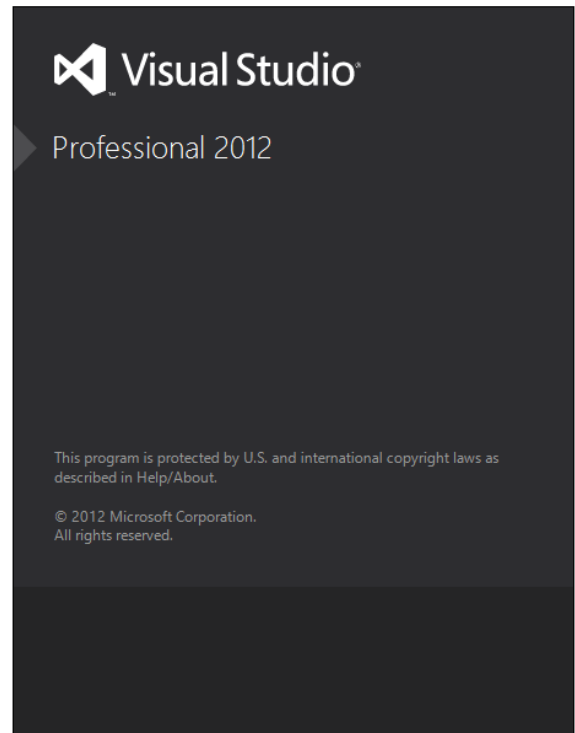 Visual Studio®
™
Professional 2012
This program is protected by U.S. and international copyright laws as
described in Help/About.
© 2012 Microsoft Corporation.
All rights reserved.